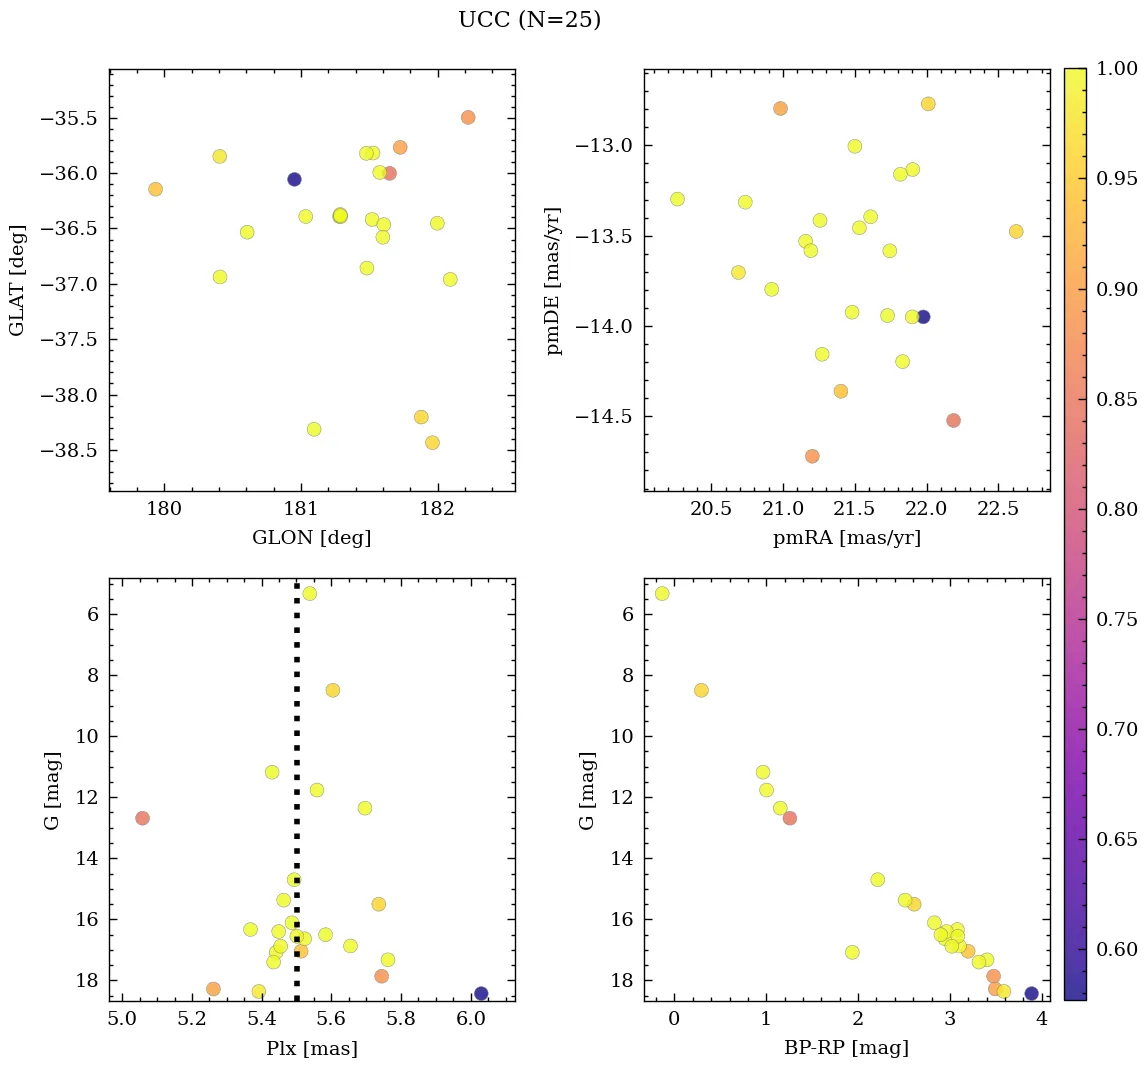 UCC (N=25)
−35.5
−36.0
−36.5
−37.0
−37.5
−38.0
−38.5
GLAT [deg]
180 181 182
GLON [deg]
−13.0
−13.5
−14.0
−14.5
pmDE [mas/yr]
20.5 21.0 21.5 22.0 22.5
pmRA [mas/yr]
6
8
10
12
14
16
18
G [mag]
5.0 5.2 5.4 5.6 5.8 6.0
Plx [mas]
6
8
10
12
14
16
18
G [mag]
0 1 2 3 4
BP-RP [mag]
1.00
0.95
0.90
0.85
0.80
0.75
0.70
0.65
0.60